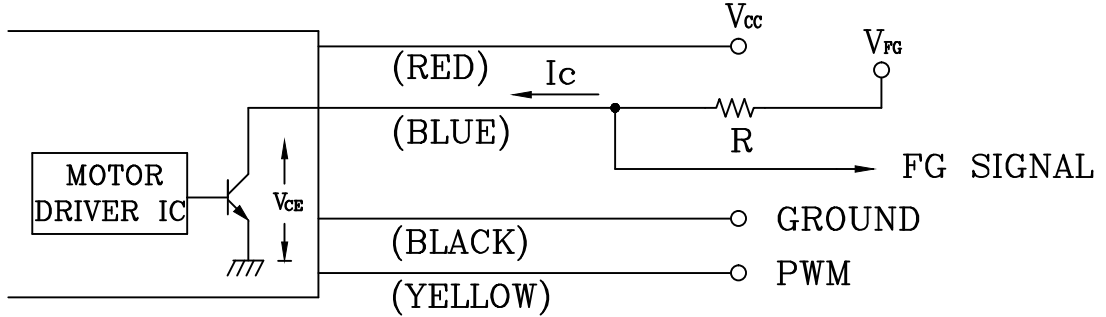 VCC
VFG
(RED)
Ic
(BLUE)
R
FG SIGNAL
MOTOR
DRIVER IC
VCE
GROUND
(BLACK)
PWM
(YELLOW)